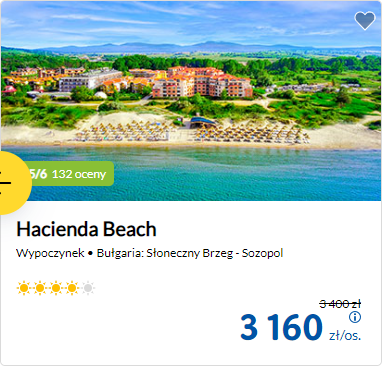 5/6 132 oceny
Hacienda Beach
Wypoczynek • Bułgaria: Słoneczny Brzeg - Sozopol
3 400 zł
3 160 zł/os.